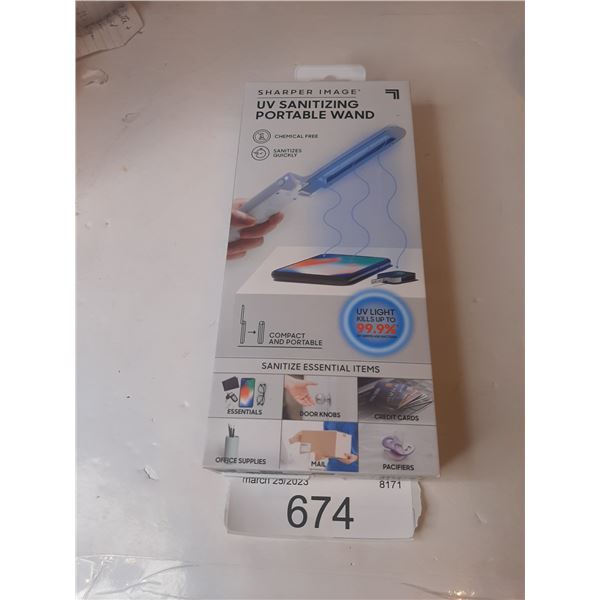 SHARPER IMAGE
UV SANITIZING
PORTABLE WAND
CHEMICAL FREE
SANITIZES
QUICKLY
UV LIGHT
KILLS UP TO
99.9%*
COMPACT
AND PORTABLE
SANITIZE ESSENTIAL ITEMS
ESSENTIALS
DOOR KNOBS
CREDIT CARDS
OFFICE SUPPLIES
MAIL
PACIFIERS
march 25/2023
8171
674